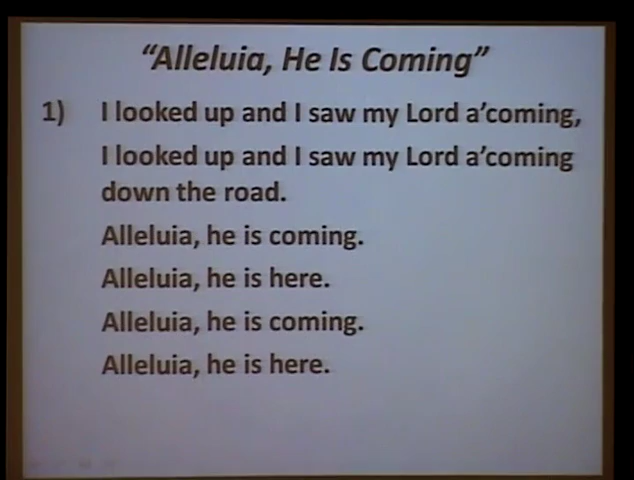 “Alleluia, He Is Coming”
1) I looked up and I saw my Lord a’coming,
I looked up and I saw my Lord a’coming
down the road.
Alleluia, he is coming.
Alleluia, he is here.
Alleluia, he is coming.
Alleluia, he is here.